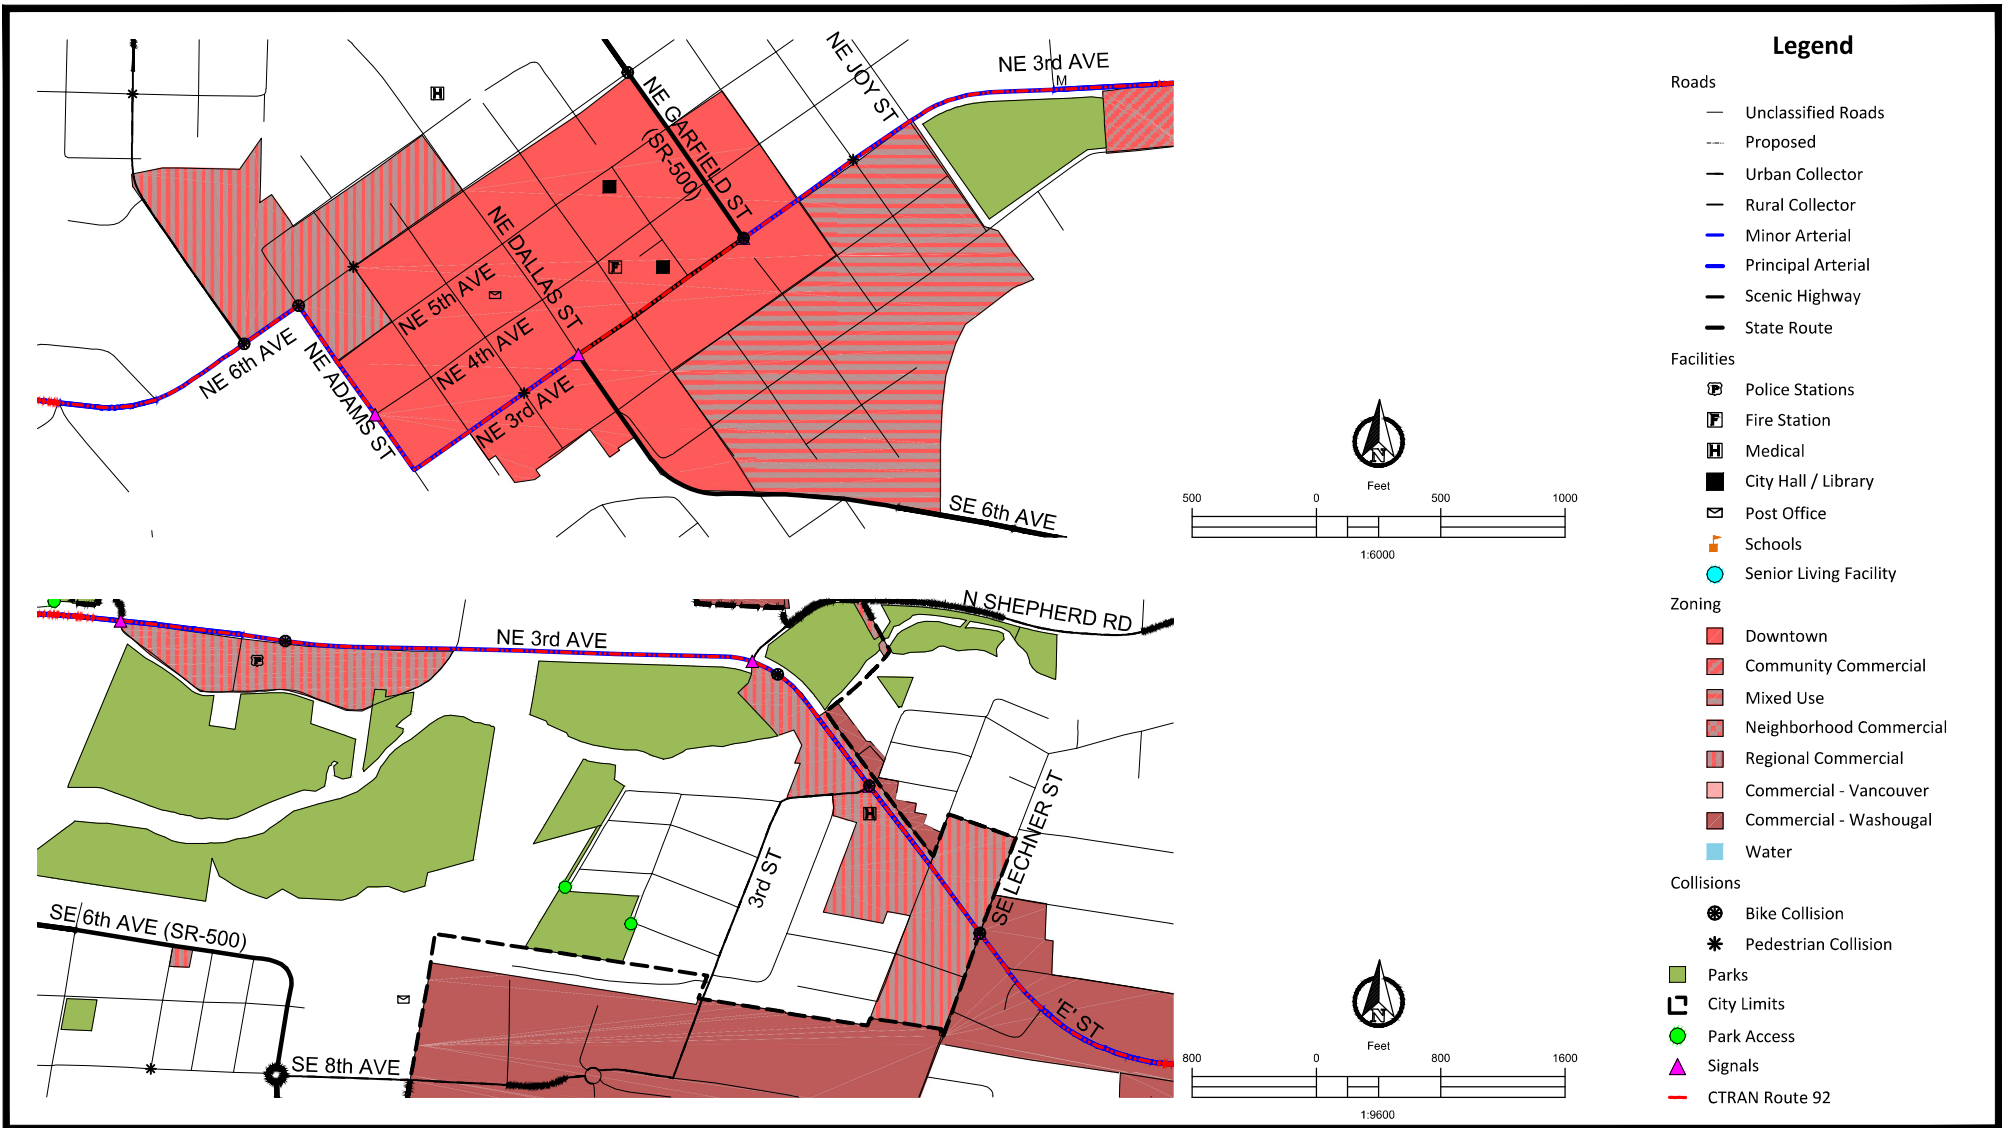 NE 3rd AVE
M
NE JOY ST
NE GARFIELD ST
(SR-500)
NE DALLAS ST
NE 5th AVE
NE 4th AVE
NE 3rd AVE
NE 6th AVE
NE ADAMS ST
SE 6th AVE
F
H
N
Feet
500 0 500 1000
1:6000
N SHEPHERD RD
NE 3rd AVE
P
H
3rd ST
SE LECHNER ST
'E' ST
SE 6th AVE (SR-500)
SE 8th AVE
N
Feet
800 0 800 1600
1:9600
Legend
Roads
Unclassified Roads
Proposed
Urban Collector
Rural Collector
Minor Arterial
Principal Arterial
Scenic Highway
State Route
Facilities
P Police Stations
F Fire Station
H Medical
City Hall / Library
Post Office
Schools
Senior Living Facility
Zoning
Downtown
Community Commercial
Mixed Use
Neighborhood Commercial
Regional Commercial
Commercial - Vancouver
Commercial - Washougal
Water
Collisions
Bike Collision
Pedestrian Collision
Parks
City Limits
Park Access
Signals
CTRAN Route 92